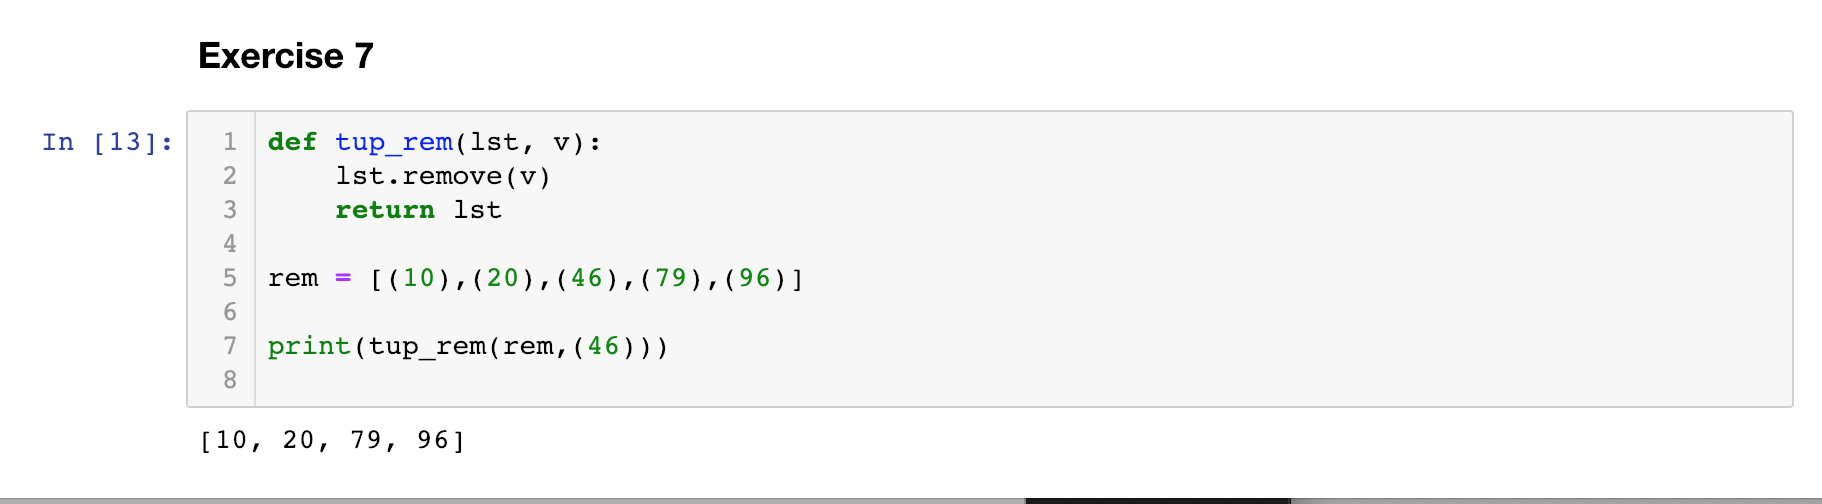 Exercise 7
In [13]:
1 def tup_rem(lst, v):
2     lst.remove(v)
3     return lst
4
5 rem = [(10),(20),(46),(79),(96)]
6
7 print(tup_rem(rem,(46)))
8
[10, 20, 79, 96]